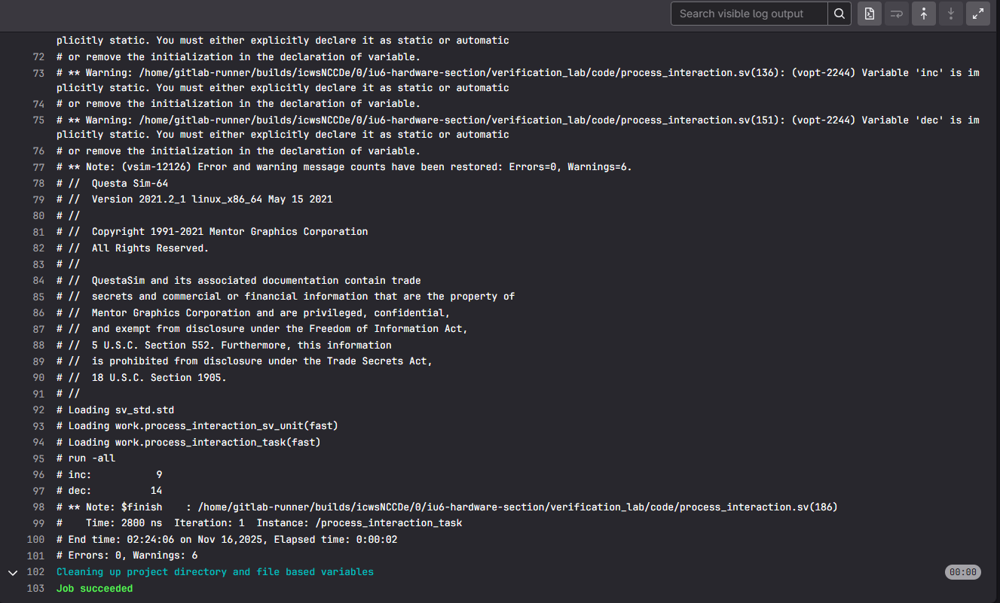 Search visible log output
plicitly static. You must either explicitly declare it as static or automatic
72 # or remove the initialization in the declaration of variable.
73 # ** Warning: /home/gitlab-runner/builds/icwsNCCDe/0/iu6-hardware-section/verification_lab/code/process_interaction.sv(136): (vopt-2244) Variable 'inc' is im
plicitly static. You must either explicitly declare it as static or automatic
74 # or remove the initialization in the declaration of variable.
75 # ** Warning: /home/gitlab-runner/builds/icwsNCCDe/0/iu6-hardware-section/verification_lab/code/process_interaction.sv(151): (vopt-2244) Variable 'dec' is im
plicitly static. You must either explicitly declare it as static or automatic
76 # or remove the initialization in the declaration of variable.
77 # ** Note: (vsim-12126) Error and warning message counts have been restored: Errors=0, Warnings=6.
78 # //  Questa Sim-64
79 # //  Version 2021.2_1 linux_x86_64 May 15 2021
80 # //
81 # //  Copyright 1991-2021 Mentor Graphics Corporation
82 # //  All Rights Reserved.
83 # //
84 # //  QuestaSim and its associated documentation contain trade
85 # //  secrets and commercial or financial information that are the property of
86 # //  Mentor Graphics Corporation and are privileged, confidential,
87 # //  and exempt from disclosure under the Freedom of Information Act,
88 # //  5 U.S.C. Section 552. Furthermore, this information
89 # //  is prohibited from disclosure under the Trade Secrets Act,
90 # //  18 U.S.C. Section 1905.
91 # //
92 # Loading sv_std.std
93 # Loading work.process_interaction_sv_unit(fast)
94 # Loading work.process_interaction_task(fast)
95 # run -all
96 # inc:           9
97 # dec:          14
98 # ** Note: $finish    : /home/gitlab-runner/builds/icwsNCCDe/0/iu6-hardware-section/verification_lab/code/process_interaction.sv(186)
99 #    Time: 2800 ns  Iteration: 1  Instance: /process_interaction_task
100 # End time: 02:24:06 on Nov 16,2025, Elapsed time: 0:00:02
101 # Errors: 0, Warnings: 6
102 Cleaning up project directory and file based variables 00:00
103 Job succeeded